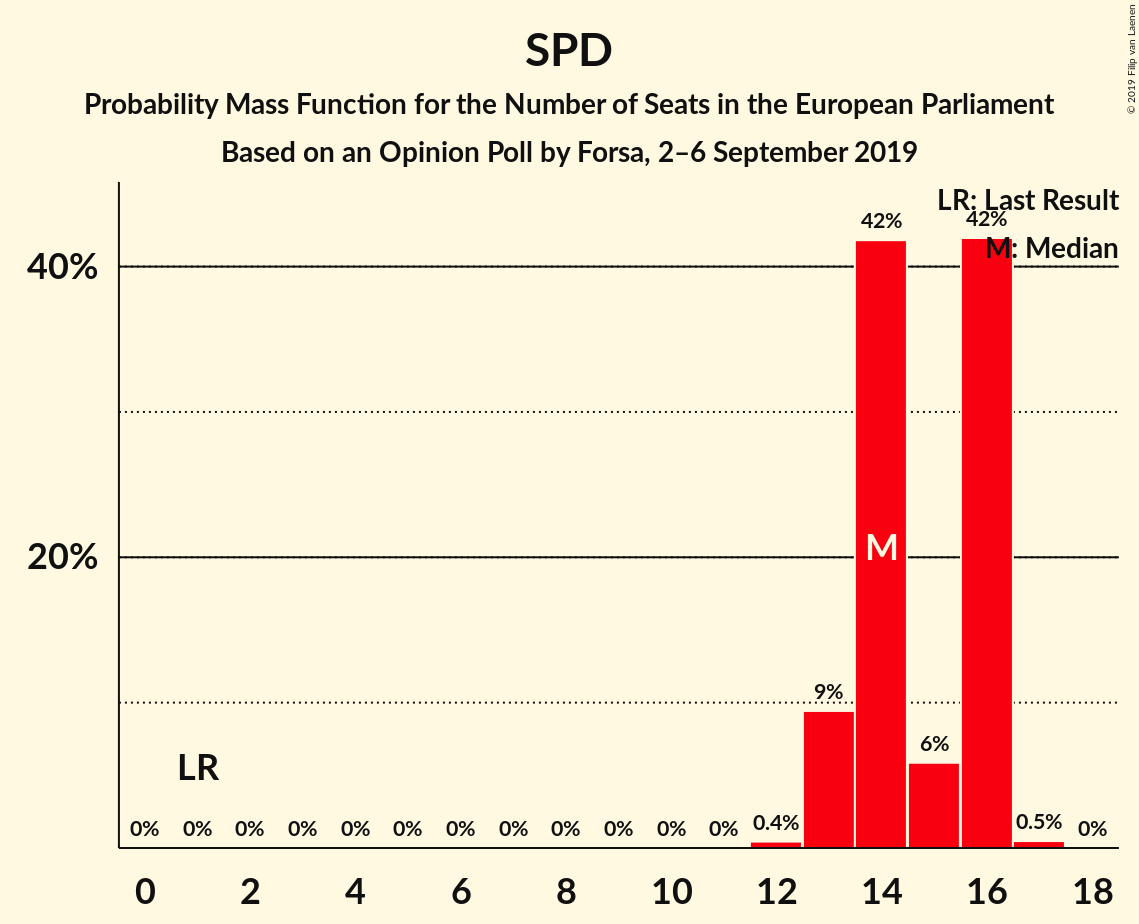 SPD
Probability Mass Function for the Number of Seats in the European Parliament
Based on an Opinion Poll by Forsa, 2–6 September 2019
© 2019 Filip van Laenen
LR: Last Result
M: Median
42%
42%
40%
M
20%
9%
6%
LR
0%
0%
0%
0%
0%
0%
0%
0%
0%
0%
0%
0%
0.4%
0.5%
0%
0 2 4 6 8 10 12 14 16 18